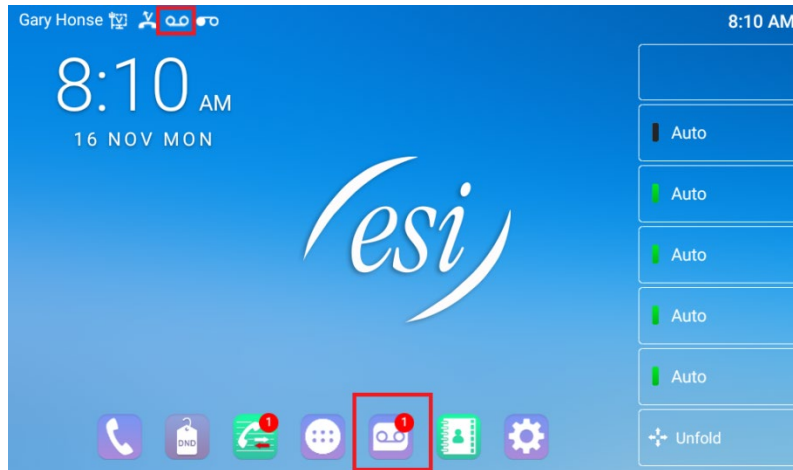 Gary Honse
8:10 AM
8:10 AM
16 NOV MON
esi
Auto
Auto
Auto
Auto
Auto
Unfold
DND
1
1